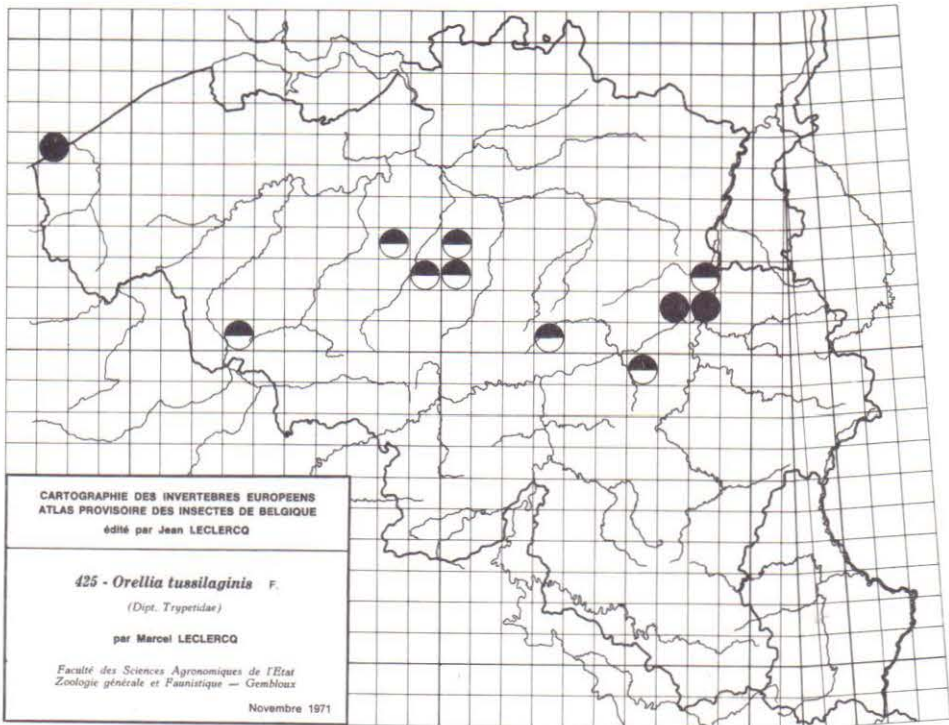 CARTOGRAPHIE DES INVERTEBRES EUROPEENS
ATLAS PROVISOIRE DES INSECTES DE BELGIQUE
édité par Jean LECLERCQ
425 - Orellia tussilaginis F.
(Dipt. Trypetidae)
par Marcel LECLERCQ
Faculté des Sciences Agronomiques de l'Etat
Zoologie générale et Faunistique — Gembloux
Novembre 1971